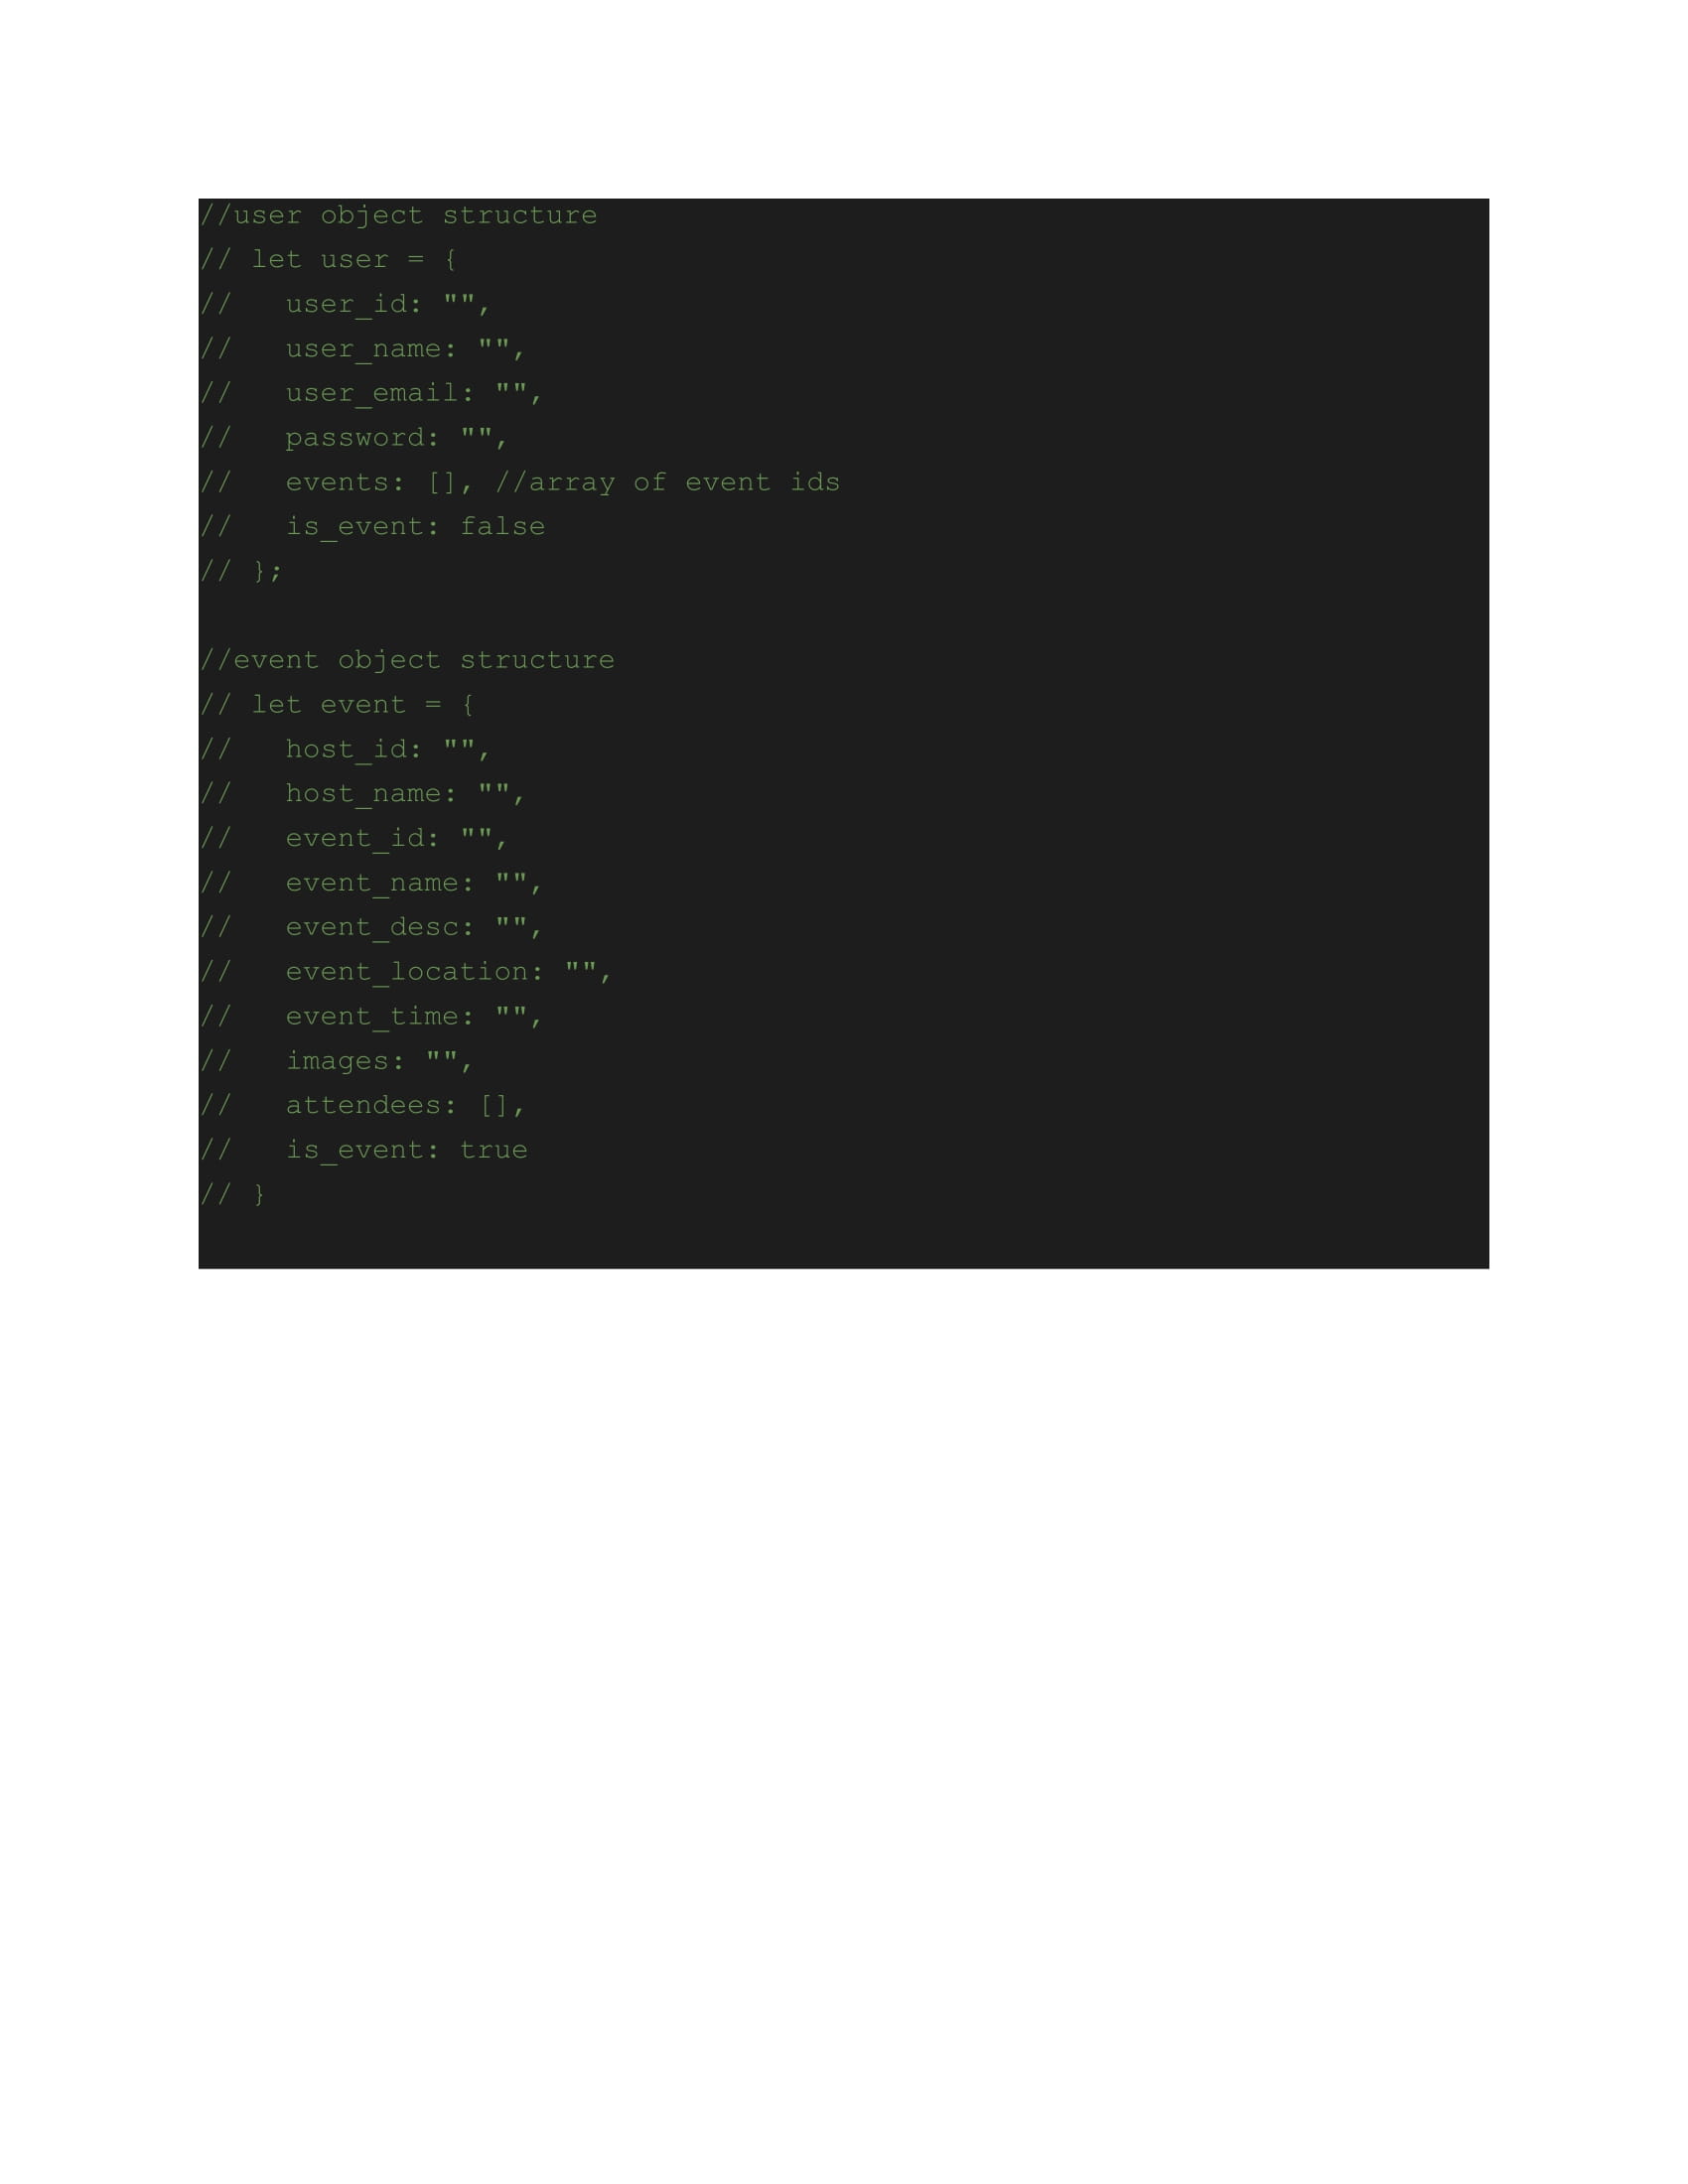 //user object structure
// let user = {
//   user_id: "",
//   user_name: "",
//   user_email: "",
//   password: "",
//   events: [], //array of event ids
//   is_event: false
// };

//event object structure
// let event = {
//   host_id: "",
//   host_name: "",
//   event_id: "",
//   event_name: "",
//   event_desc: "",
//   event_location: "",
//   event_time: "",
//   images: "",
//   attendees: [],
//   is_event: true
// }